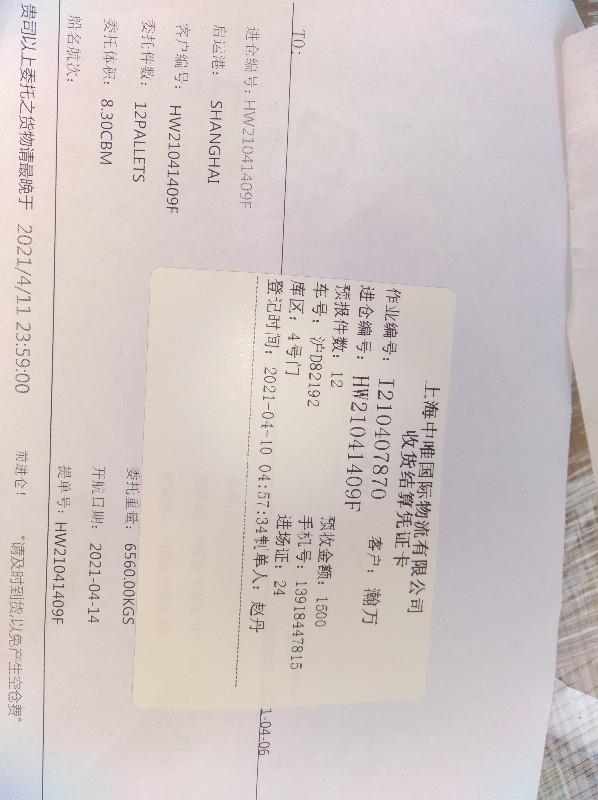 TO:
1-04-06
上海中唯国际物流有限公司
收货结算凭证卡
作业编号: I210407870 客户: 瀚万
进仓编号: HW21041409F
预报件数: 12 预收金额: 1500
车号: 沪D82192 手机号: 13918447815
库区: 4号门 进场证: 24
登记时间: 2021-04-10 04:57:34制单人: 赵丹
进仓编号: HW21041409F
启运港: SHANGHAI
客户编号: HW21041409F
委托件数: 12PALLETS 委托重量: 6560.00KGS
委托体积: 8.30CBM 开航日期: 2021-04-14
船名航次: 提单号: HW21041409F
贵司以上委托之货物请最晚于 2021/4/11 23:59:00 前进仓!
"请及时到货,以免产生空仓费"